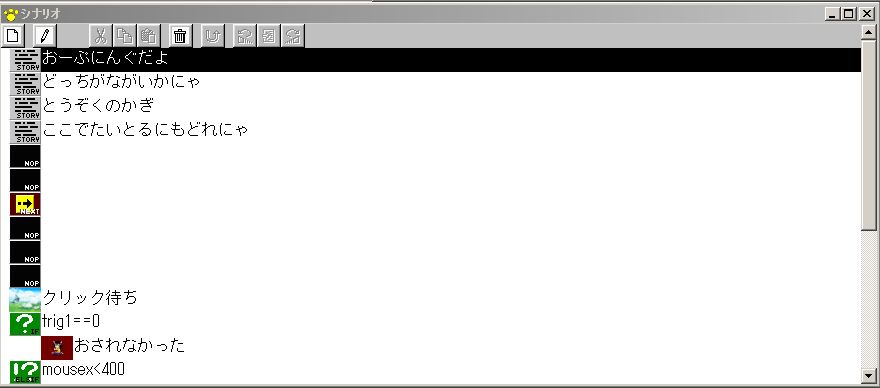 シナリオ
STORY おーぷにんぐだよ
STORY どっちがながいかにゃ
STORY とうぞくのかぎ
STORY ここでたいとるにもどれにゃ
NOP
NOP
NEXT
NOP
NOP
NOP
クリック待ち
IF trig1==0
おされなかった
ELSIF mousex<400